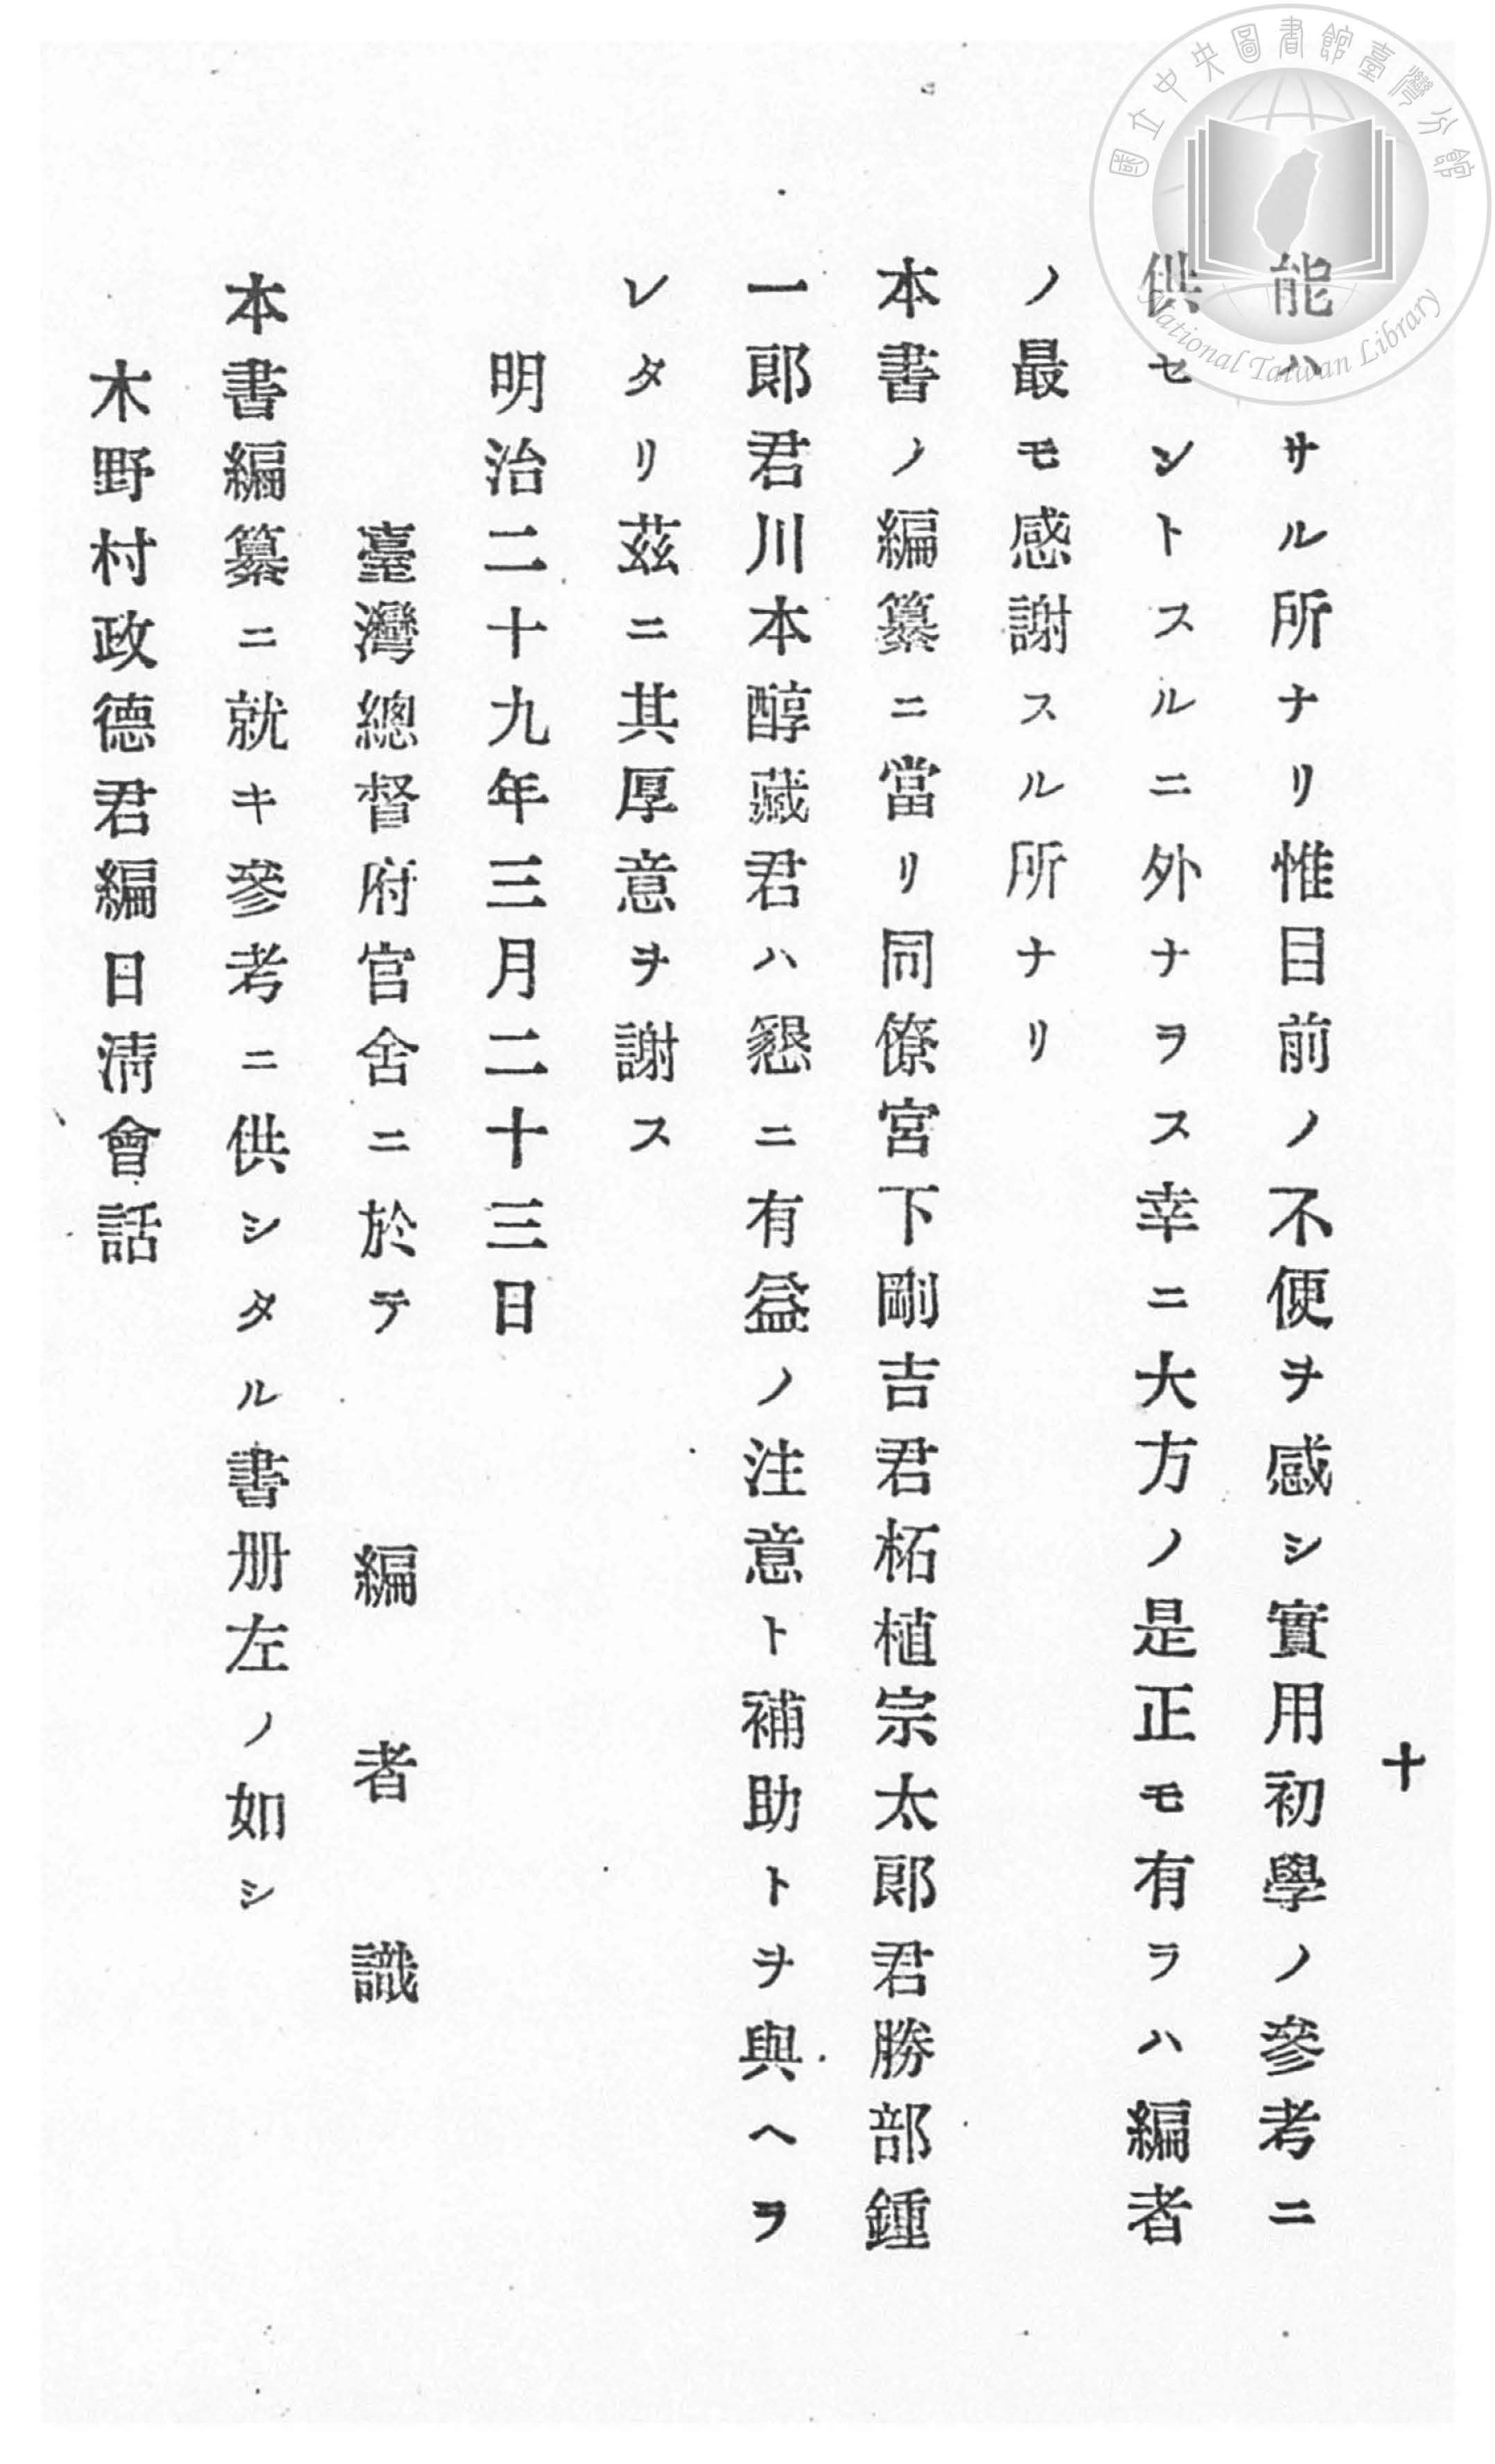 國立中央圖書館臺灣分館
National Taiwan Library
十
能ハサル所ナリ惟目前ノ不便ヲ感シ實用初學ノ參考ニ
供セントスルニ外ナラス幸ニ大方ノ是正モ有ラハ編者
ノ最モ感謝スル所ナリ
本書ノ編纂ニ當リ同僚宮下剛吉君柘植宗太郎君勝部鍾
一郎君川本醇藏君ハ懇ニ有益ノ注意ト補助トヲ與ヘラ
レタリ茲ニ其厚意ヲ謝ス
明治二十九年三月二十三日
臺灣總督府官舍ニ於テ 編者識
本書編纂ニ就キ參考ニ供シタル書册左ノ如シ
木野村政德君編日淸會話